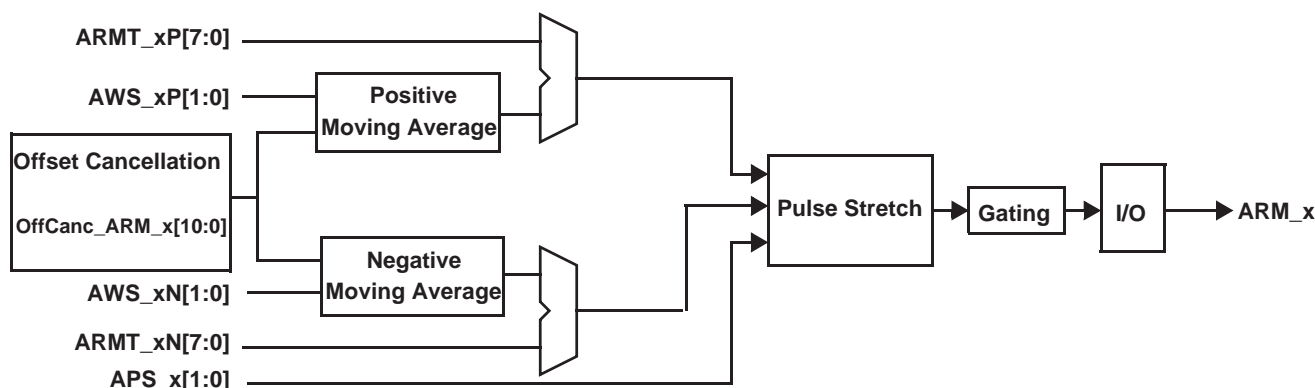 ARMT_xP[7:0]
AWS_xP[1:0]
Positive
Moving Average
Offset Cancellation
OffCanc_ARM_x[10:0]
Pulse Stretch
Gating
I/O
ARM_x
Negative
Moving Average
AWS_xN[1:0]
ARMT_xN[7:0]
APS_x[1:0]